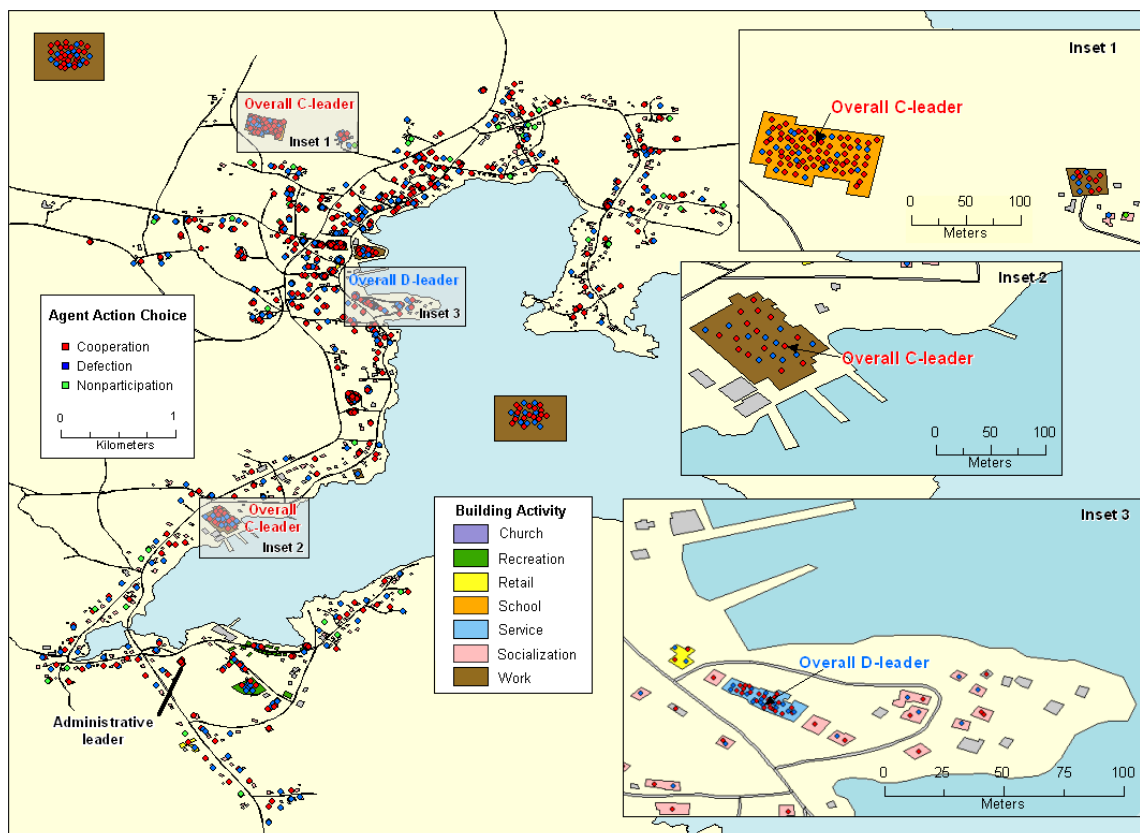 Overall C-leader
Inset 1
Overall D-leader
Inset 3
Agent Action Choice
Cooperation
Defection
Nonparticipation
0 1
Kilometers
Overall
C-leader
Inset 2
Administrative
leader
Building Activity
Church
Recreation
Retail
School
Service
Socialization
Work
Inset 1
Overall C-leader
0 50 100
Meters
Inset 2
Overall C-leader
0 50 100
Meters
Inset 3
Overall D-leader
0 25 50 75 100
Meters